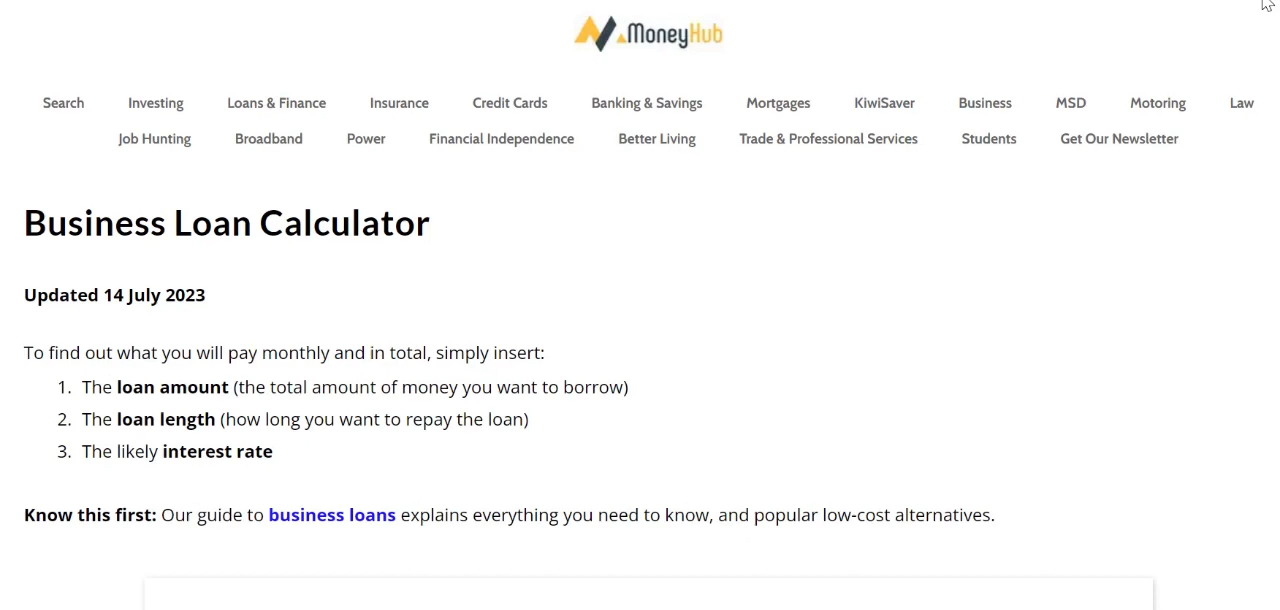 MoneyHub
Search Investing Loans & Finance Insurance Credit Cards Banking & Savings Mortgages KiwiSaver Business MSD Motoring Law
Job Hunting Broadband Power Financial Independence Better Living Trade & Professional Services Students Get Our Newsletter
Business Loan Calculator
Updated 14 July 2023
To find out what you will pay monthly and in total, simply insert:
1. The loan amount (the total amount of money you want to borrow)
2. The loan length (how long you want to repay the loan)
3. The likely interest rate
Know this first: Our guide to business loans explains everything you need to know, and popular low-cost alternatives.